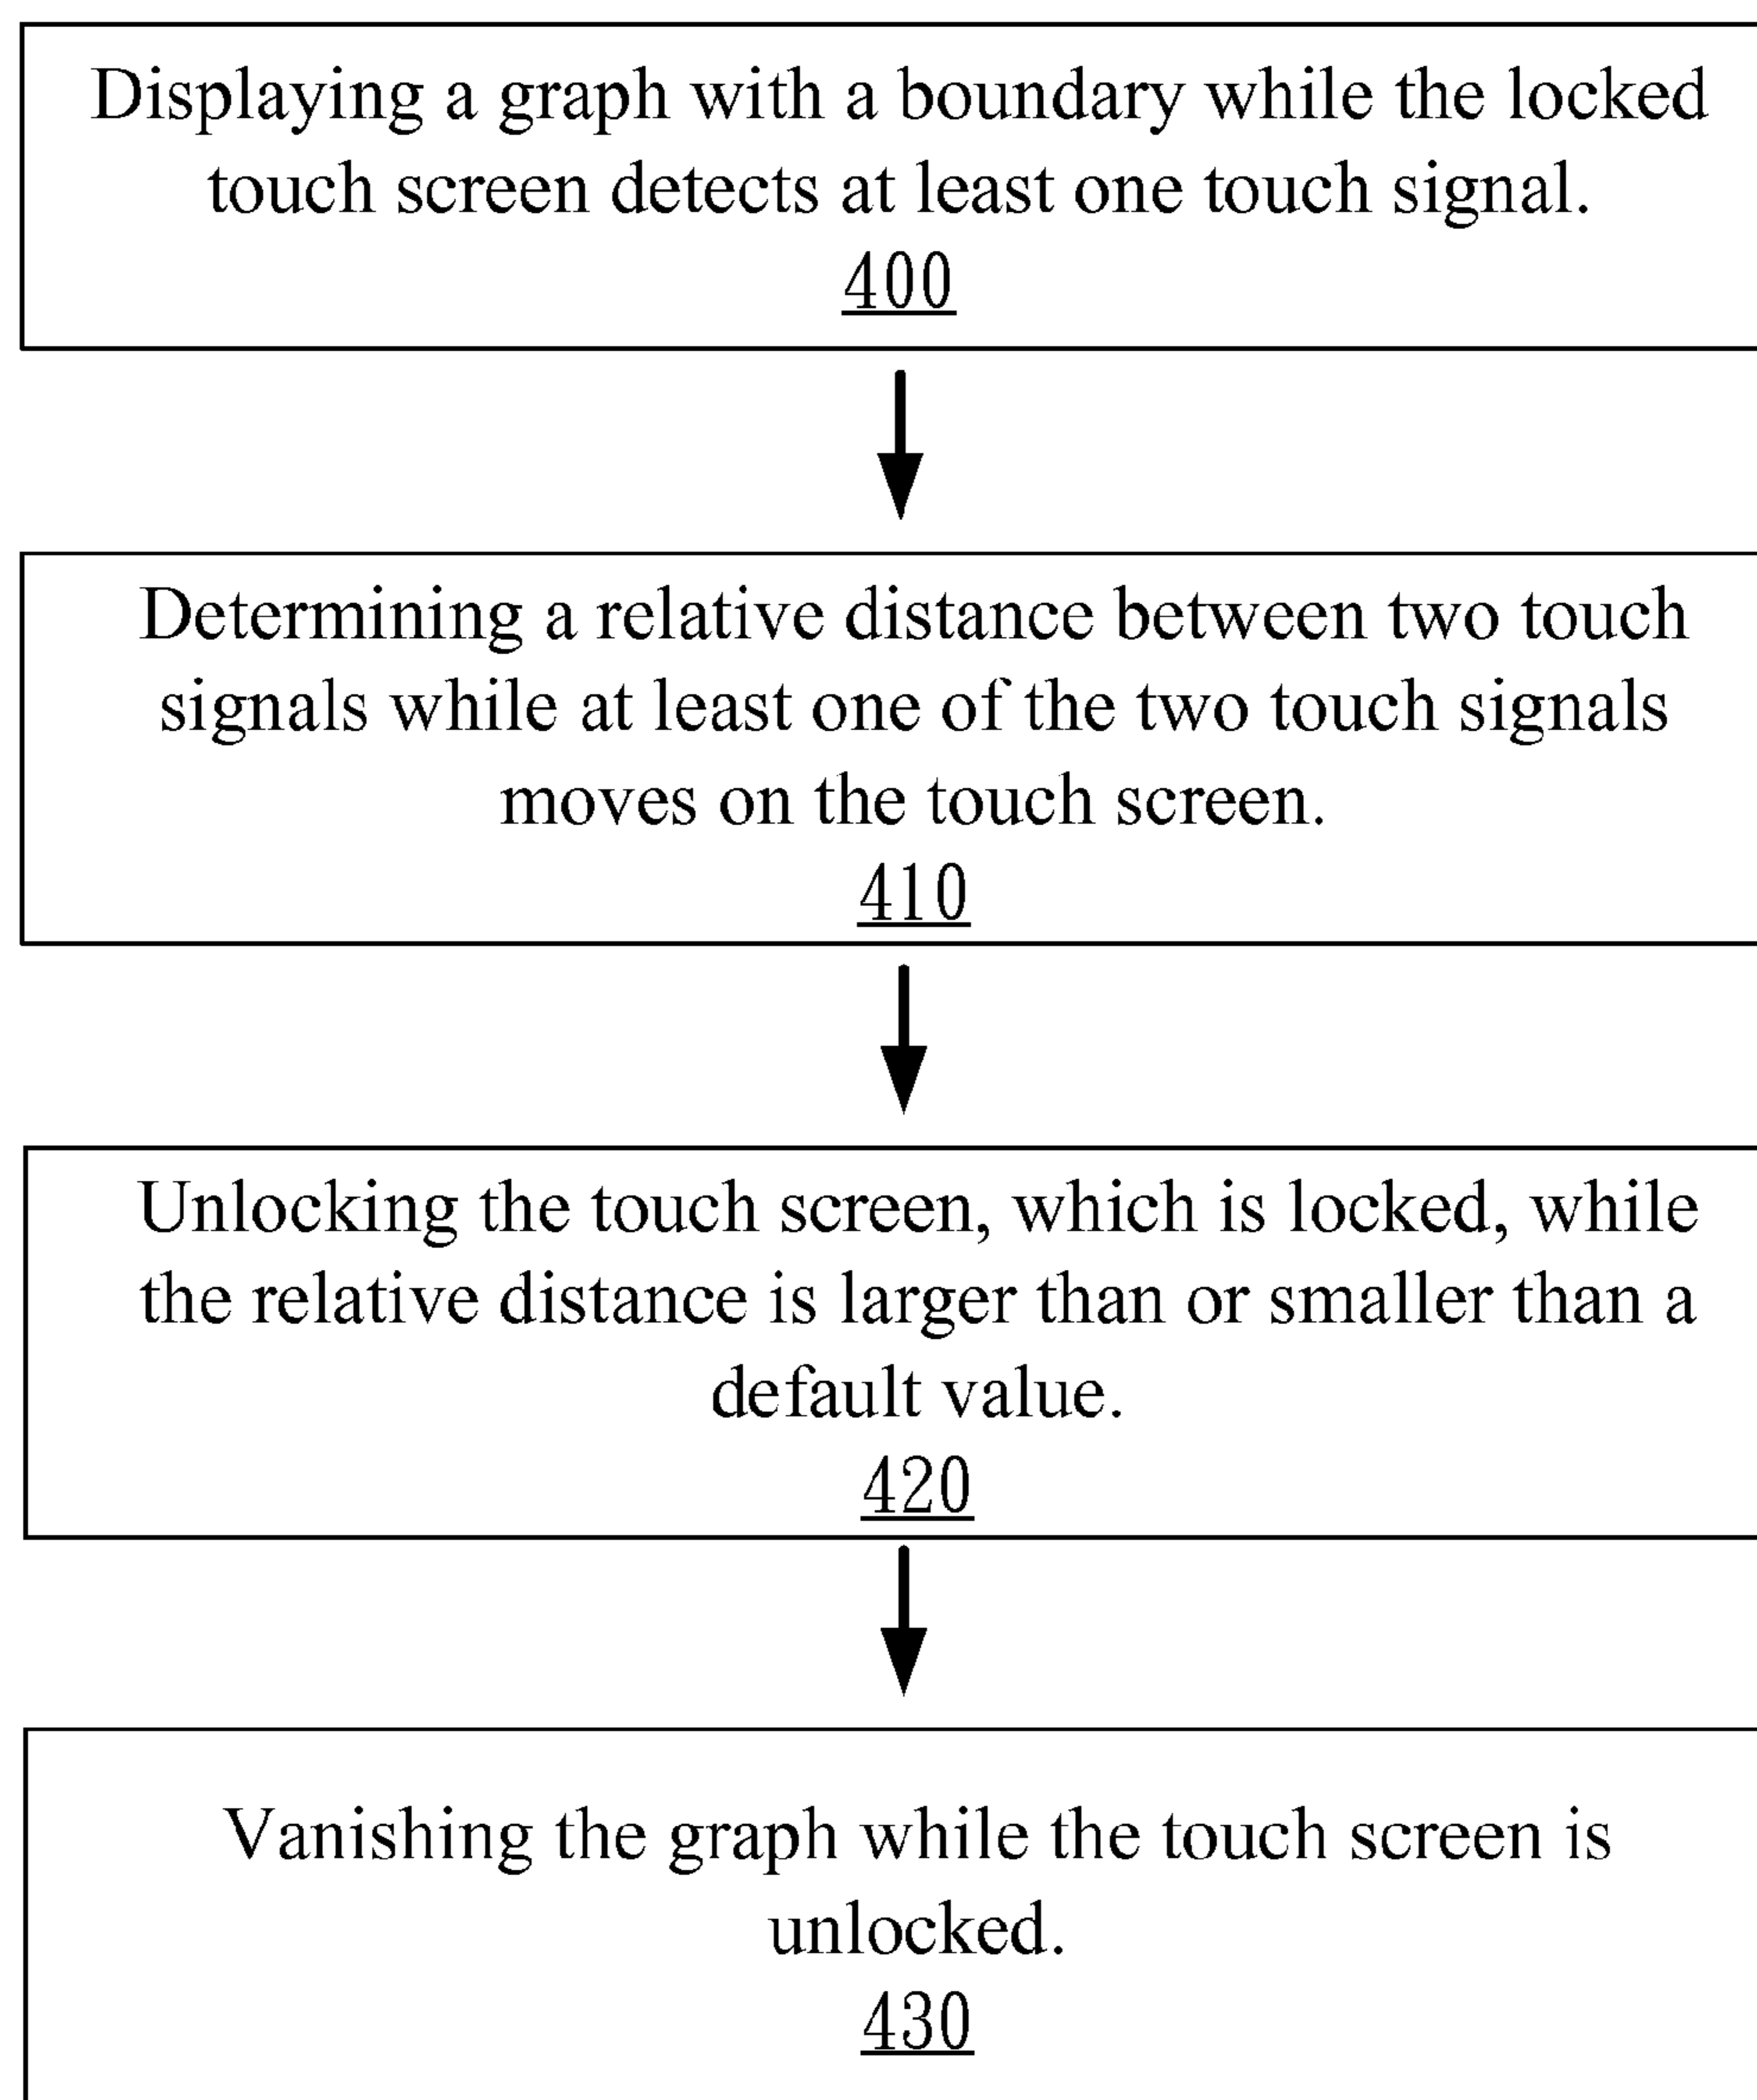 Displaying a graph with a boundary while the locked
touch screen detects at least one touch signal.
400
Determining a relative distance between two touch
signals while at least one of the two touch signals
moves on the touch screen.
410
Unlocking the touch screen, which is locked, while
the relative distance is larger than or smaller than a
default value.
420
Vanishing the graph while the touch screen is
unlocked.
430